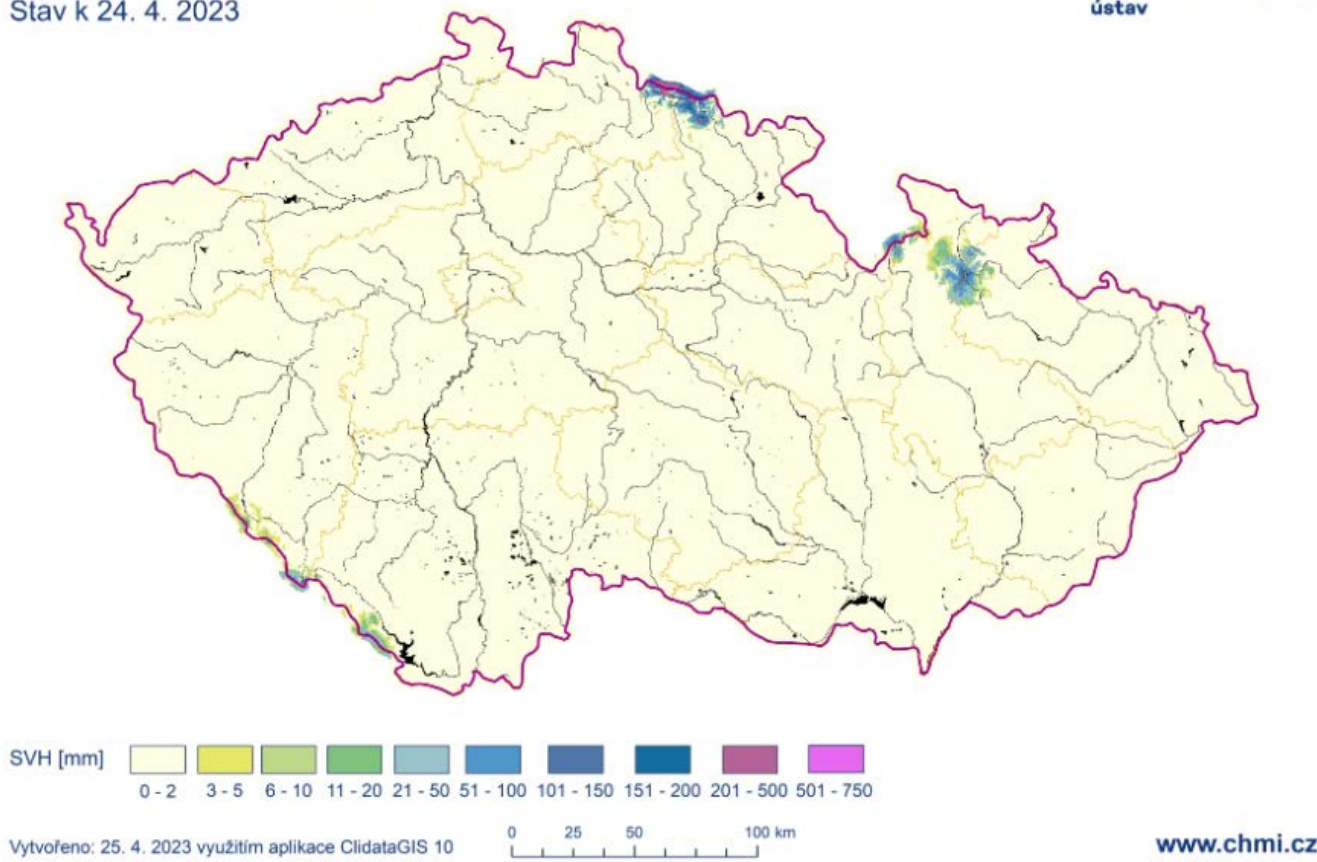 Stav k 24. 4. 2023
ústav
SVH [mm]
0 - 2 3 - 5 6 - 10 11 - 20 21 - 50 51 - 100 101 - 150 151 - 200 201 - 500 501 - 750
0 25 50 100 km
Vytvořeno: 25. 4. 2023 využitím aplikace ClidataGIS 10
www.chmi.cz